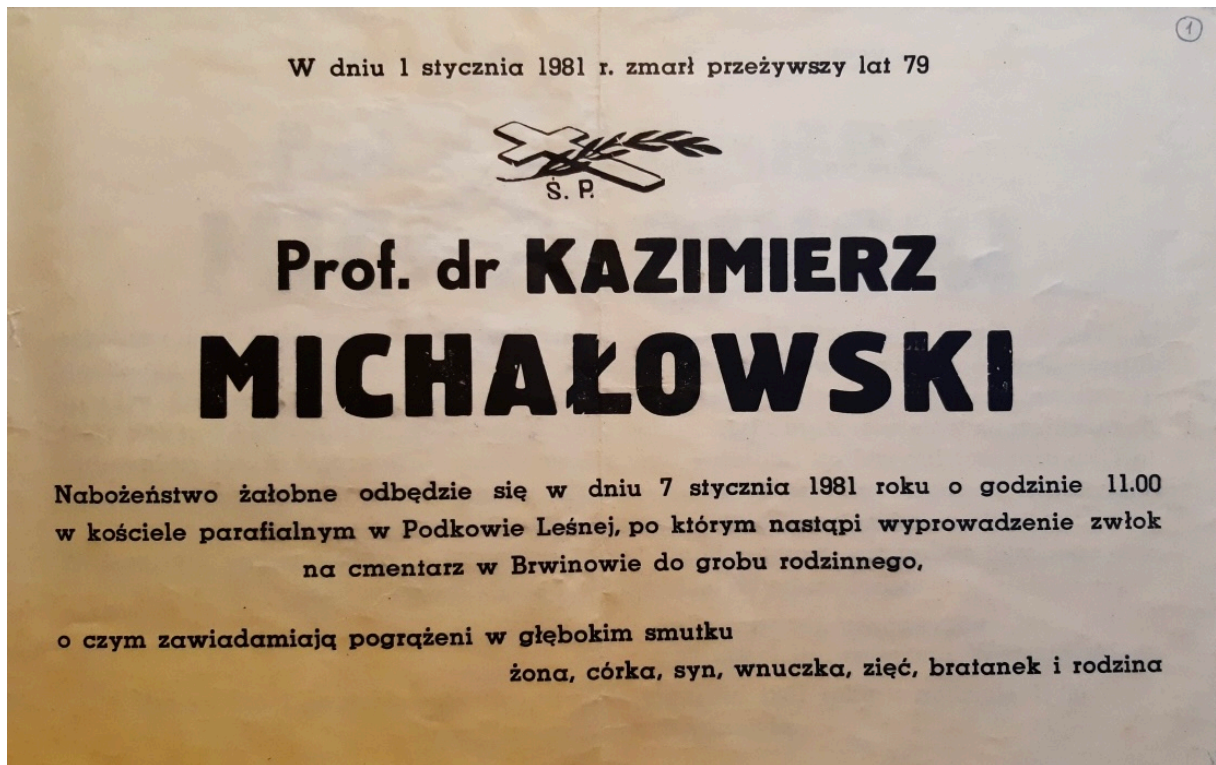 1
W dniu 1 stycznia 1981 r. zmarł przeżywszy lat 79
Ś. P.
Prof. dr KAZIMIERZ
MICHAŁOWSKI
Nabożeństwo żałobne odbędzie się w dniu 7 stycznia 1981 roku o godzinie 11.00
w kościele parafialnym w Podkowie Leśnej, po którym nastąpi wyprowadzenie zwłok
na cmentarz w Brwinowie do grobu rodzinnego,
o czym zawiadamiają pogrążeni w głębokim smutku
żona, córka, syn, wnuczka, zięć, bratanek i rodzina